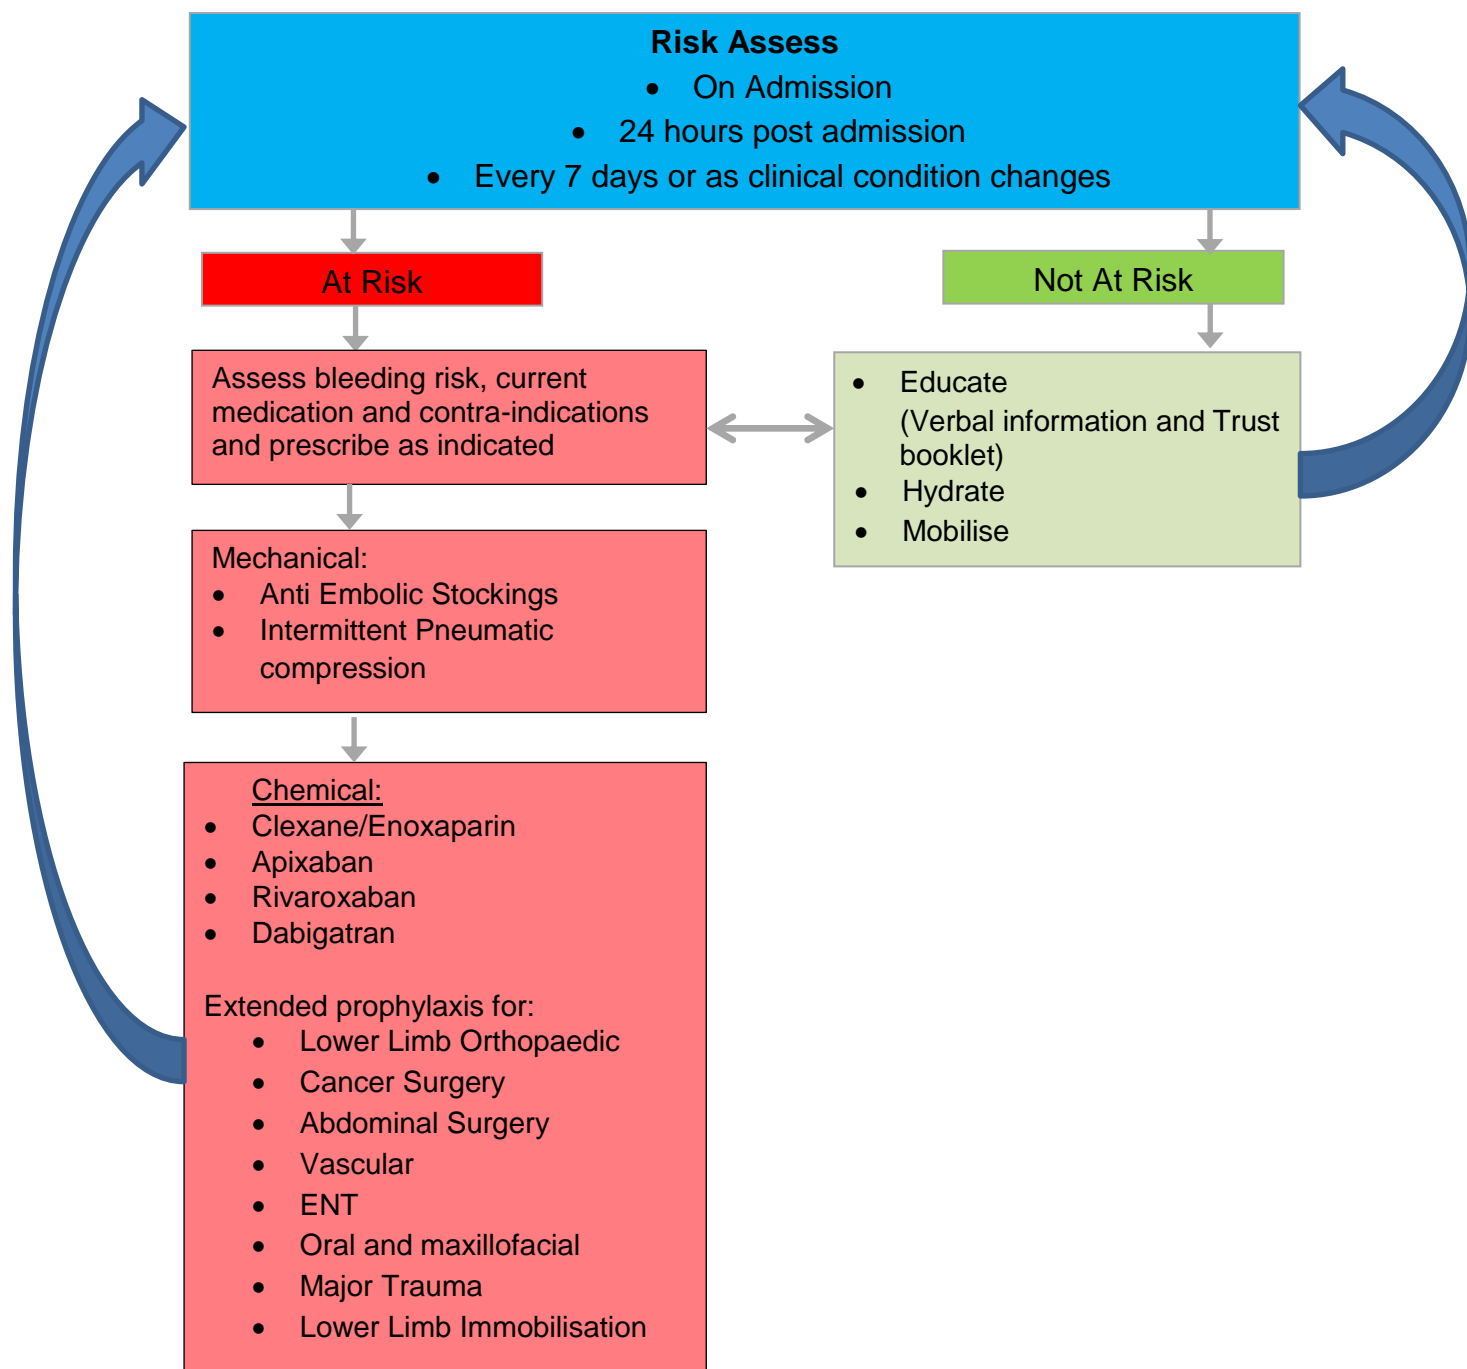 Risk Assess
• On Admission
• 24 hours post admission
• Every 7 days or as clinical condition changes
At Risk
Not At Risk
Assess bleeding risk, current
medication and contra-indications
and prescribe as indicated
• Educate
(Verbal information and Trust
booklet)
• Hydrate
• Mobilise
Mechanical:
• Anti Embolic Stockings
• Intermittent Pneumatic
compression
Chemical:
• Clexane/Enoxaparin
• Apixaban
• Rivaroxaban
• Dabigatran
Extended prophylaxis for:
• Lower Limb Orthopaedic
• Cancer Surgery
• Abdominal Surgery
• Vascular
• ENT
• Oral and maxillofacial
• Major Trauma
• Lower Limb Immobilisation